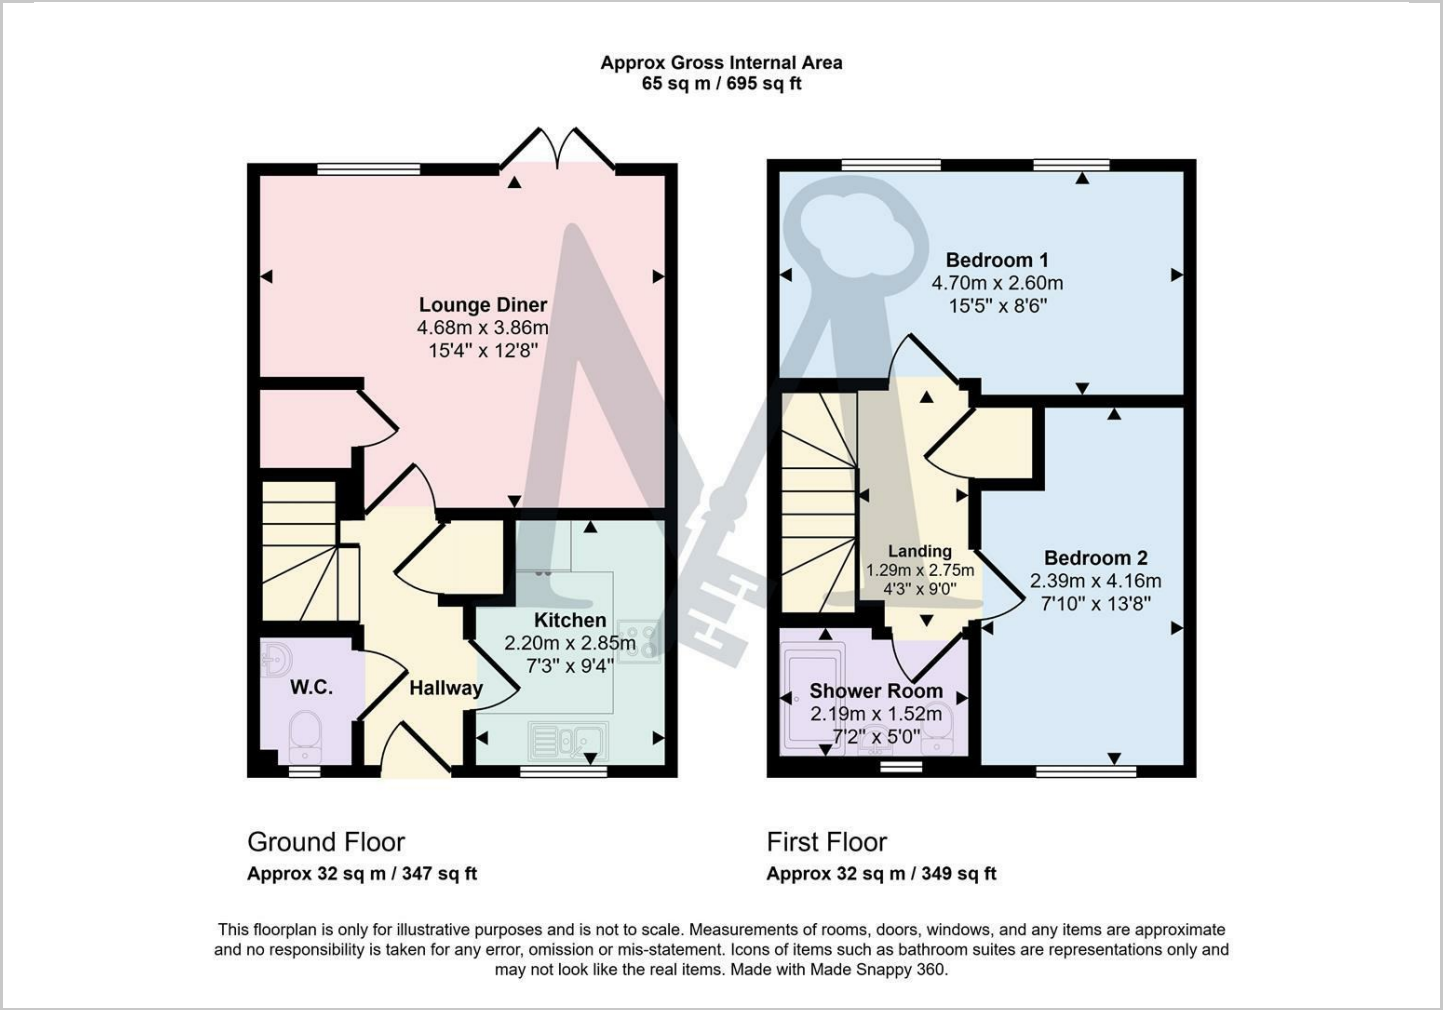 Approx Gross Internal Area
65 sq m / 695 sq ft
Lounge Diner
4.68m x 3.86m
15'4" x 12'8"
Kitchen
2.20m x 2.85m
7'3" x 9'4"
W.C.
Hallway
Bedroom 1
4.70m x 2.60m
15'5" x 8'6"
Landing
1.29m x 2.75m
4'3" x 9'0"
Bedroom 2
2.39m x 4.16m
7'10" x 13'8"
Shower Room
2.19m x 1.52m
7'2" x 5'0"
Ground Floor
Approx 32 sq m / 347 sq ft
First Floor
Approx 32 sq m / 349 sq ft
This floorplan is only for illustrative purposes and is not to scale. Measurements of rooms, doors, windows, and any items are approximate
and no responsibility is taken for any error, omission or mis-statement. Icons of items such as bathroom suites are representations only and
may not look like the real items. Made with Made Snappy 360.